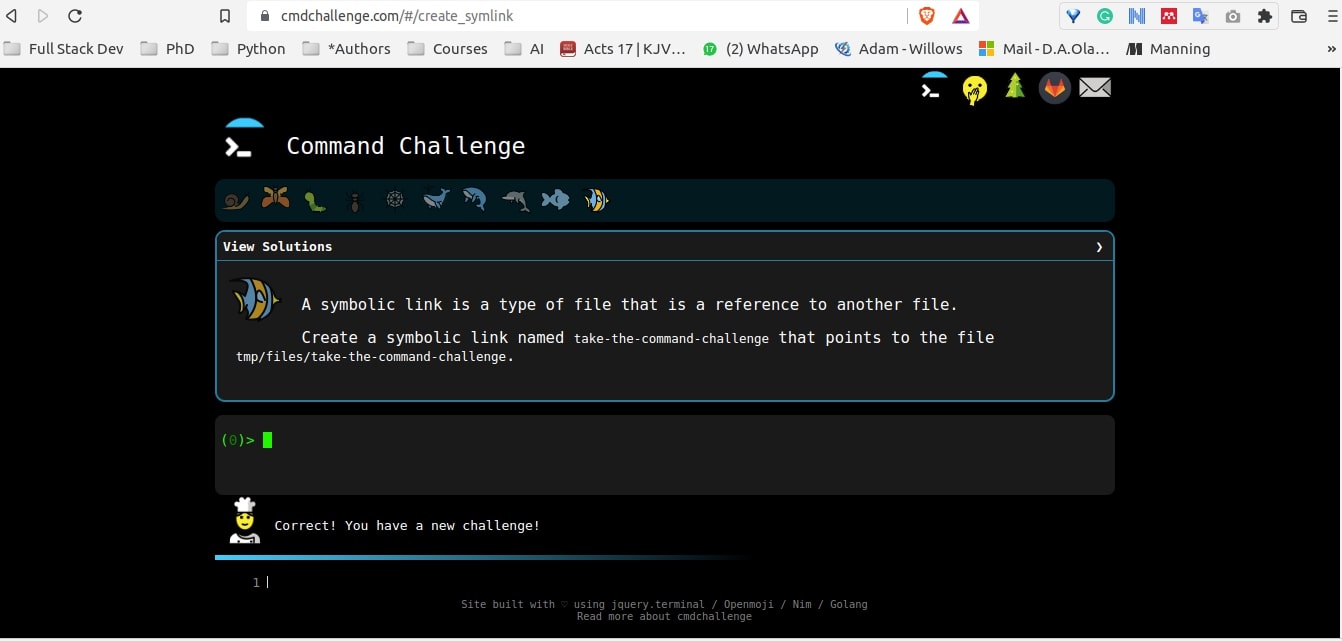 cmdchallenge.com/#/create_symlink
Full Stack Dev PhD Python *Authors Courses AI Acts 17 | KJV… 17 (2) WhatsApp Adam - Willows Mail - D.A.Ola… Manning »
Command Challenge
View Solutions ❯
A symbolic link is a type of file that is a reference to another file.
Create a symbolic link named take-the-command-challenge that points to the file
tmp/files/take-the-command-challenge.
(0)>
Correct! You have a new challenge!
1
Site built with ♡ using jquery.terminal / Openmoji / Nim / Golang
Read more about cmdchallenge